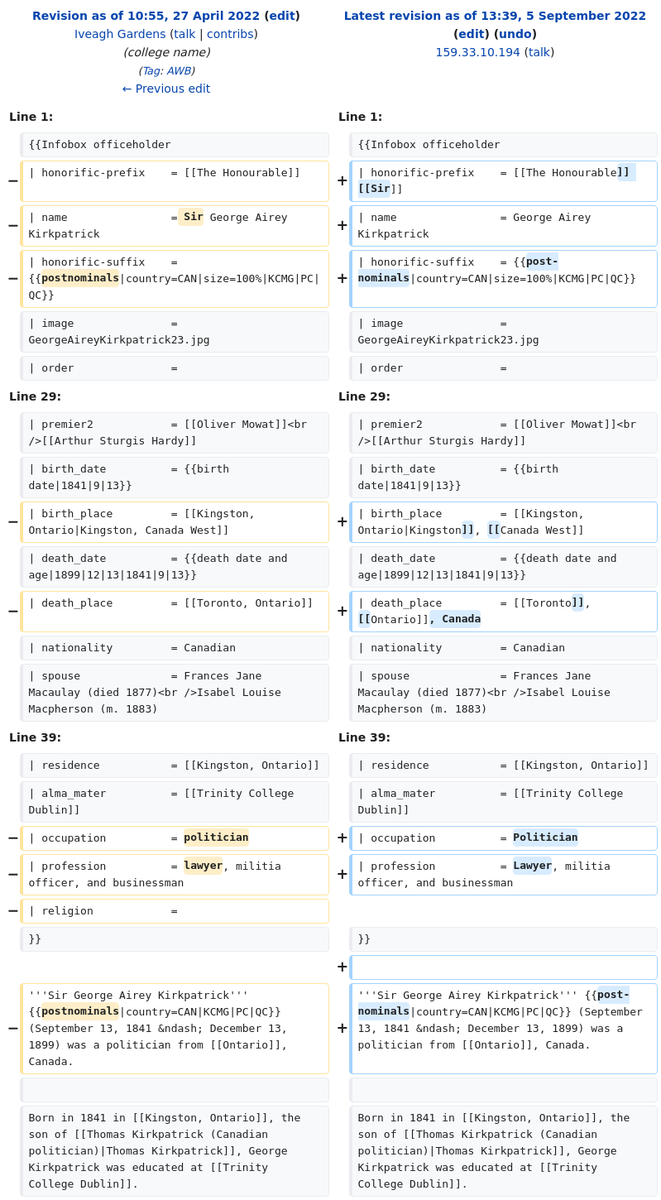 Revision as of 10:55, 27 April 2022 (edit)
Iveagh Gardens (talk | contribs)
(college name)
(Tag: AWB)
← Previous edit
Latest revision as of 13:39, 5 September 2022
(edit) (undo)
159.33.10.194 (talk)
Line 1:
Line 1:
{{Infobox officeholder
{{Infobox officeholder
− | honorific-prefix    = [[The Honourable]]
+ | honorific-prefix    = [[The Honourable]]
[[Sir]]
− | name                = Sir George Airey
Kirkpatrick
+ | name                = George Airey
Kirkpatrick
− | honorific-suffix    =
{{postnominals|country=CAN|size=100%|KCMG|PC|
QC}}
+ | honorific-suffix    = {{post-
nominals|country=CAN|size=100%|KCMG|PC|QC}}
| image               =
GeorgeAireyKirkpatrick23.jpg
| image               =
GeorgeAireyKirkpatrick23.jpg
| order               =
| order               =
Line 29:
Line 29:
| premier2            = [[Oliver Mowat]]<br
/>[[Arthur Sturgis Hardy]]
| premier2            = [[Oliver Mowat]]<br
/>[[Arthur Sturgis Hardy]]
| birth_date          = {{birth
date|1841|9|13}}
| birth_date          = {{birth
date|1841|9|13}}
− | birth_place         = [[Kingston,
Ontario|Kingston, Canada West]]
+ | birth_place         = [[Kingston,
Ontario|Kingston]], [[Canada West]]
| death_date          = {{death date and
age|1899|12|13|1841|9|13}}
| death_date          = {{death date and
age|1899|12|13|1841|9|13}}
− | death_place         = [[Toronto, Ontario]]
+ | death_place         = [[Toronto]],
[[Ontario]], Canada
| nationality         = Canadian
| nationality         = Canadian
| spouse              = Frances Jane
Macaulay (died 1877)<br />Isabel Louise
Macpherson (m. 1883)
| spouse              = Frances Jane
Macaulay (died 1877)<br />Isabel Louise
Macpherson (m. 1883)
Line 39:
Line 39:
| residence           = [[Kingston, Ontario]]
| residence           = [[Kingston, Ontario]]
| alma_mater          = [[Trinity College
Dublin]]
| alma_mater          = [[Trinity College
Dublin]]
− | occupation          = politician
+ | occupation          = Politician
− | profession          = lawyer, militia
officer, and businessman
+ | profession          = Lawyer, militia
officer, and businessman
− | religion            =
}}
}}
+
− '''Sir George Airey Kirkpatrick'''
{{postnominals|country=CAN|KCMG|PC|QC}}
(September 13, 1841 &ndash; December 13,
1899) was a politician from [[Ontario]],
Canada.
+ '''Sir George Airey Kirkpatrick''' {{post-
nominals|country=CAN|KCMG|PC|QC}} (September
13, 1841 &ndash; December 13, 1899) was a
politician from [[Ontario]], Canada.
Born in 1841 in [[Kingston, Ontario]], the
son of [[Thomas Kirkpatrick (Canadian
politician)|Thomas Kirkpatrick]], George
Kirkpatrick was educated at [[Trinity
College Dublin]].
Born in 1841 in [[Kingston, Ontario]], the
son of [[Thomas Kirkpatrick (Canadian
politician)|Thomas Kirkpatrick]], George
Kirkpatrick was educated at [[Trinity
College Dublin]].